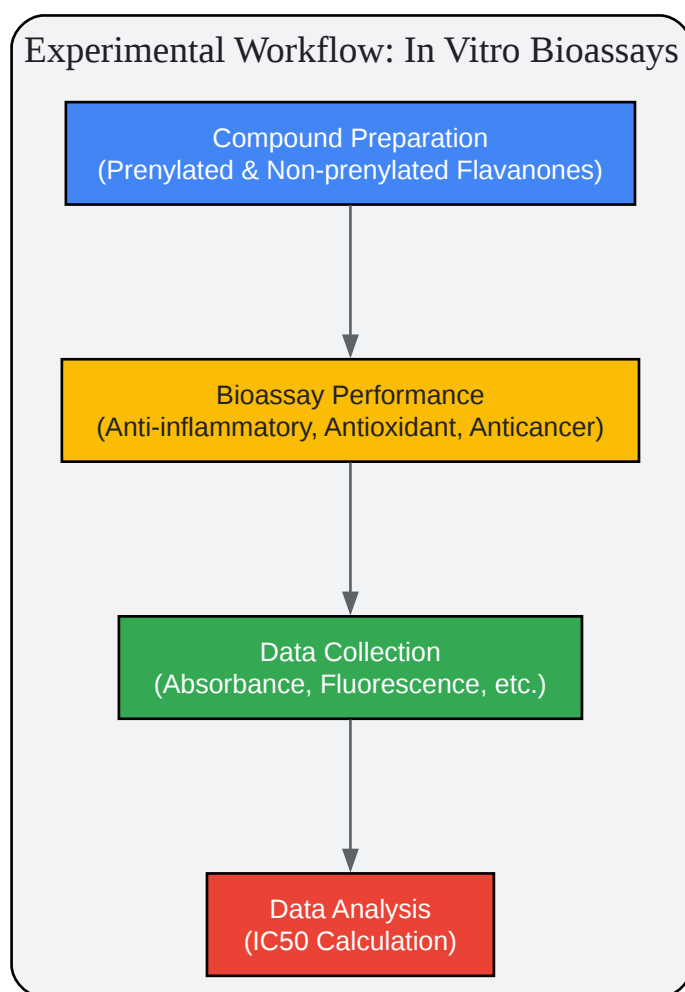 Experimental Workflow: In Vitro Bioassays
Compound Preparation
(Prenylated & Non-prenylated Flavanones)
Bioassay Performance
(Anti-inflammatory, Antioxidant, Anticancer)
Data Collection
(Absorbance, Fluorescence, etc.)
Data Analysis
(IC50 Calculation)